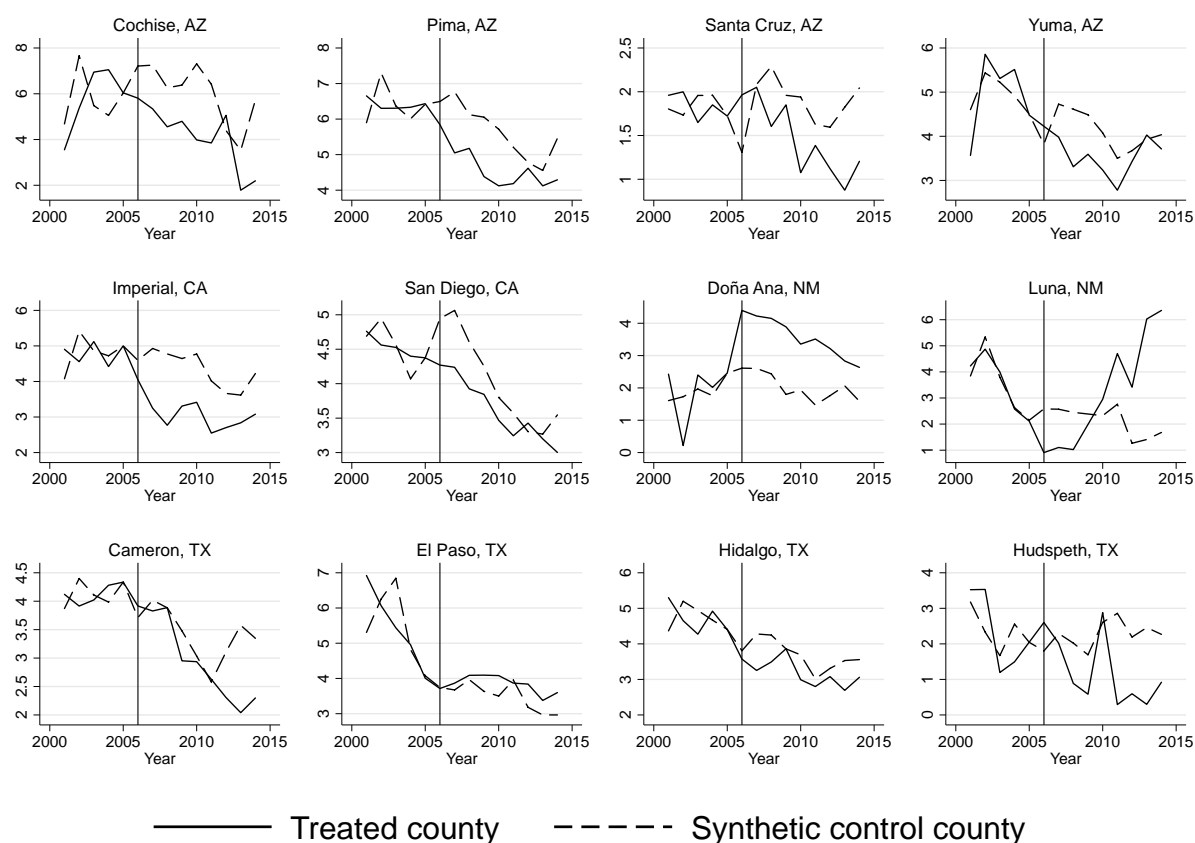 Cochise, AZ
8
6
4
2
2000 2005 2010 2015
Year
Pima, AZ
8
7
6
5
4
2000 2005 2010 2015
Year
Santa Cruz, AZ
2.5
2
1.5
1
2000 2005 2010 2015
Year
Yuma, AZ
6
5
4
3
2000 2005 2010 2015
Year
Imperial, CA
6
5
4
3
2
2000 2005 2010 2015
Year
San Diego, CA
5
4.5
4
3.5
3
2000 2005 2010 2015
Year
Doña Ana, NM
4
3
2
1
0
2000 2005 2010 2015
Year
Luna, NM
6
5
4
3
2
1
2000 2005 2010 2015
Year
Cameron, TX
4.5
4
3.5
3
2.5
2
2000 2005 2010 2015
Year
El Paso, TX
7
6
5
4
3
2000 2005 2010 2015
Year
Hidalgo, TX
6
5
4
3
2
2000 2005 2010 2015
Year
Hudspeth, TX
4
3
2
1
0
2000 2005 2010 2015
Year
Treated county Synthetic control county